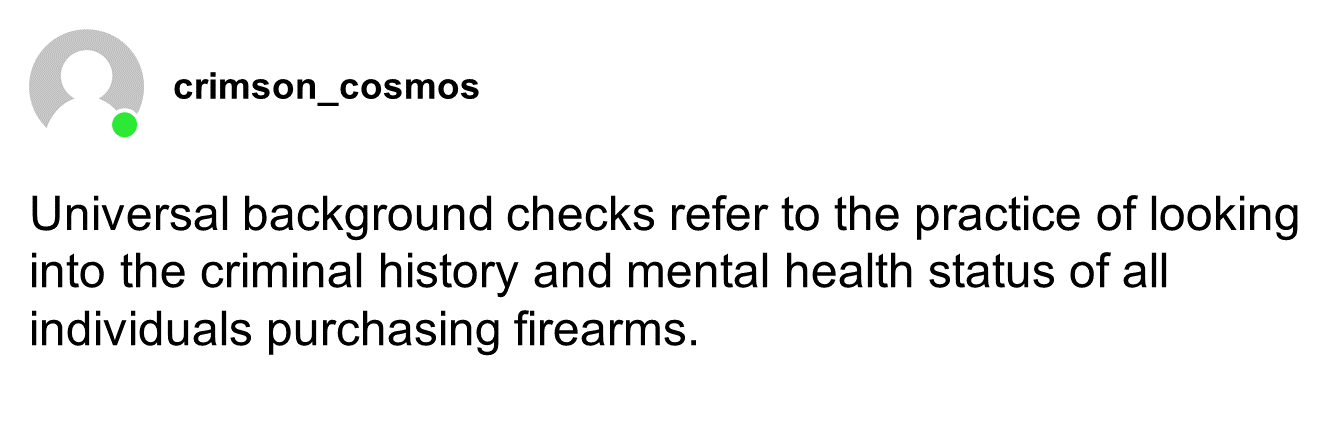 crimson_cosmos
Universal background checks refer to the practice of looking
into the criminal history and mental health status of all
individuals purchasing firearms.